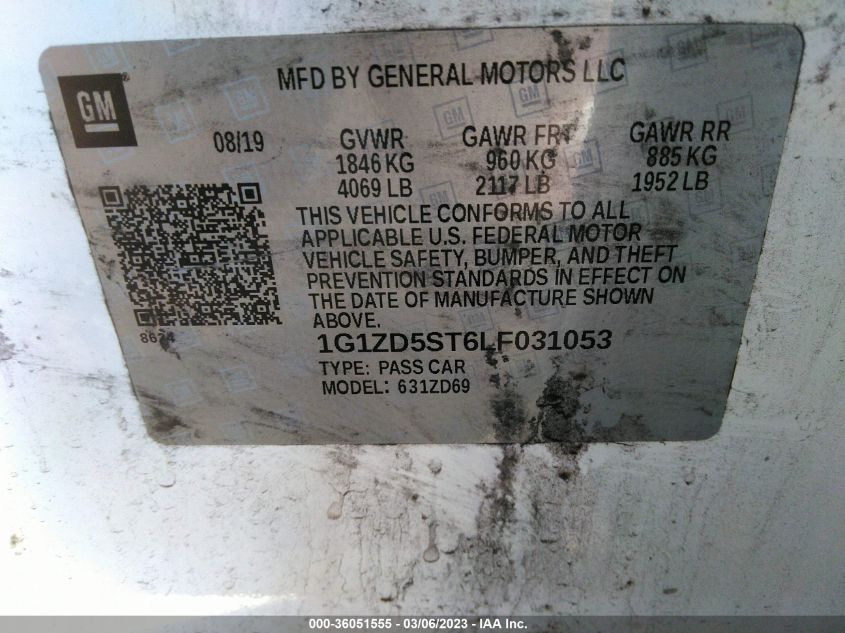 MFD BY GENERAL MOTORS LLC
GM
08/19 GVWR GAWR FRT GAWR RR
1846 KG 960 KG 885 KG
4069 LB 2117 LB 1952 LB
THIS VEHICLE CONFORMS TO ALL
APPLICABLE U.S. FEDERAL MOTOR
VEHICLE SAFETY, BUMPER, AND THEFT
PREVENTION STANDARDS IN EFFECT ON
THE DATE OF MANUFACTURE SHOWN
ABOVE.
1G1ZD5ST6LF031053
TYPE: PASS CAR
MODEL: 631ZD69
000-36051555 - 03/06/2023 - IAAI.com